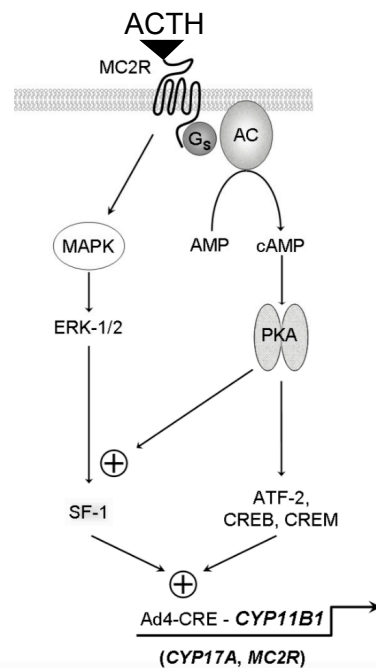 ACTH
MC2R
Gs
AC
MAPK
AMP
cAMP
ERK-1/2
PKA
SF-1
ATF-2,
CREB, CREM
Ad4-CRE - CYP11B1
(CYP17A, MC2R)